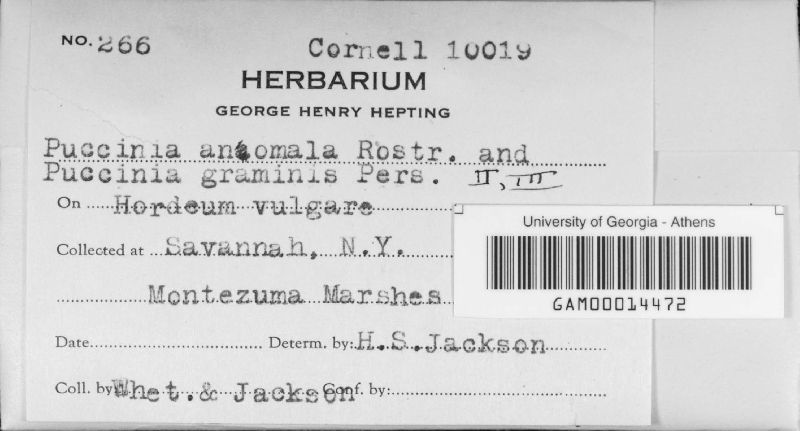 NO. 266 Cornell 10019
HERBARIUM
GEORGE HENRY HEPTING
Puccinia anomala Rostr. and
Puccinia graminis Pers. II, III
On Hordeum vulgare
Collected at Savannah, N.Y.
Montezuma Marshes
Date Determ. by: H.S.Jackson
Coll. by Whet. & Jackson Conf. by:
University of Georgia - Athens
GAM00014472